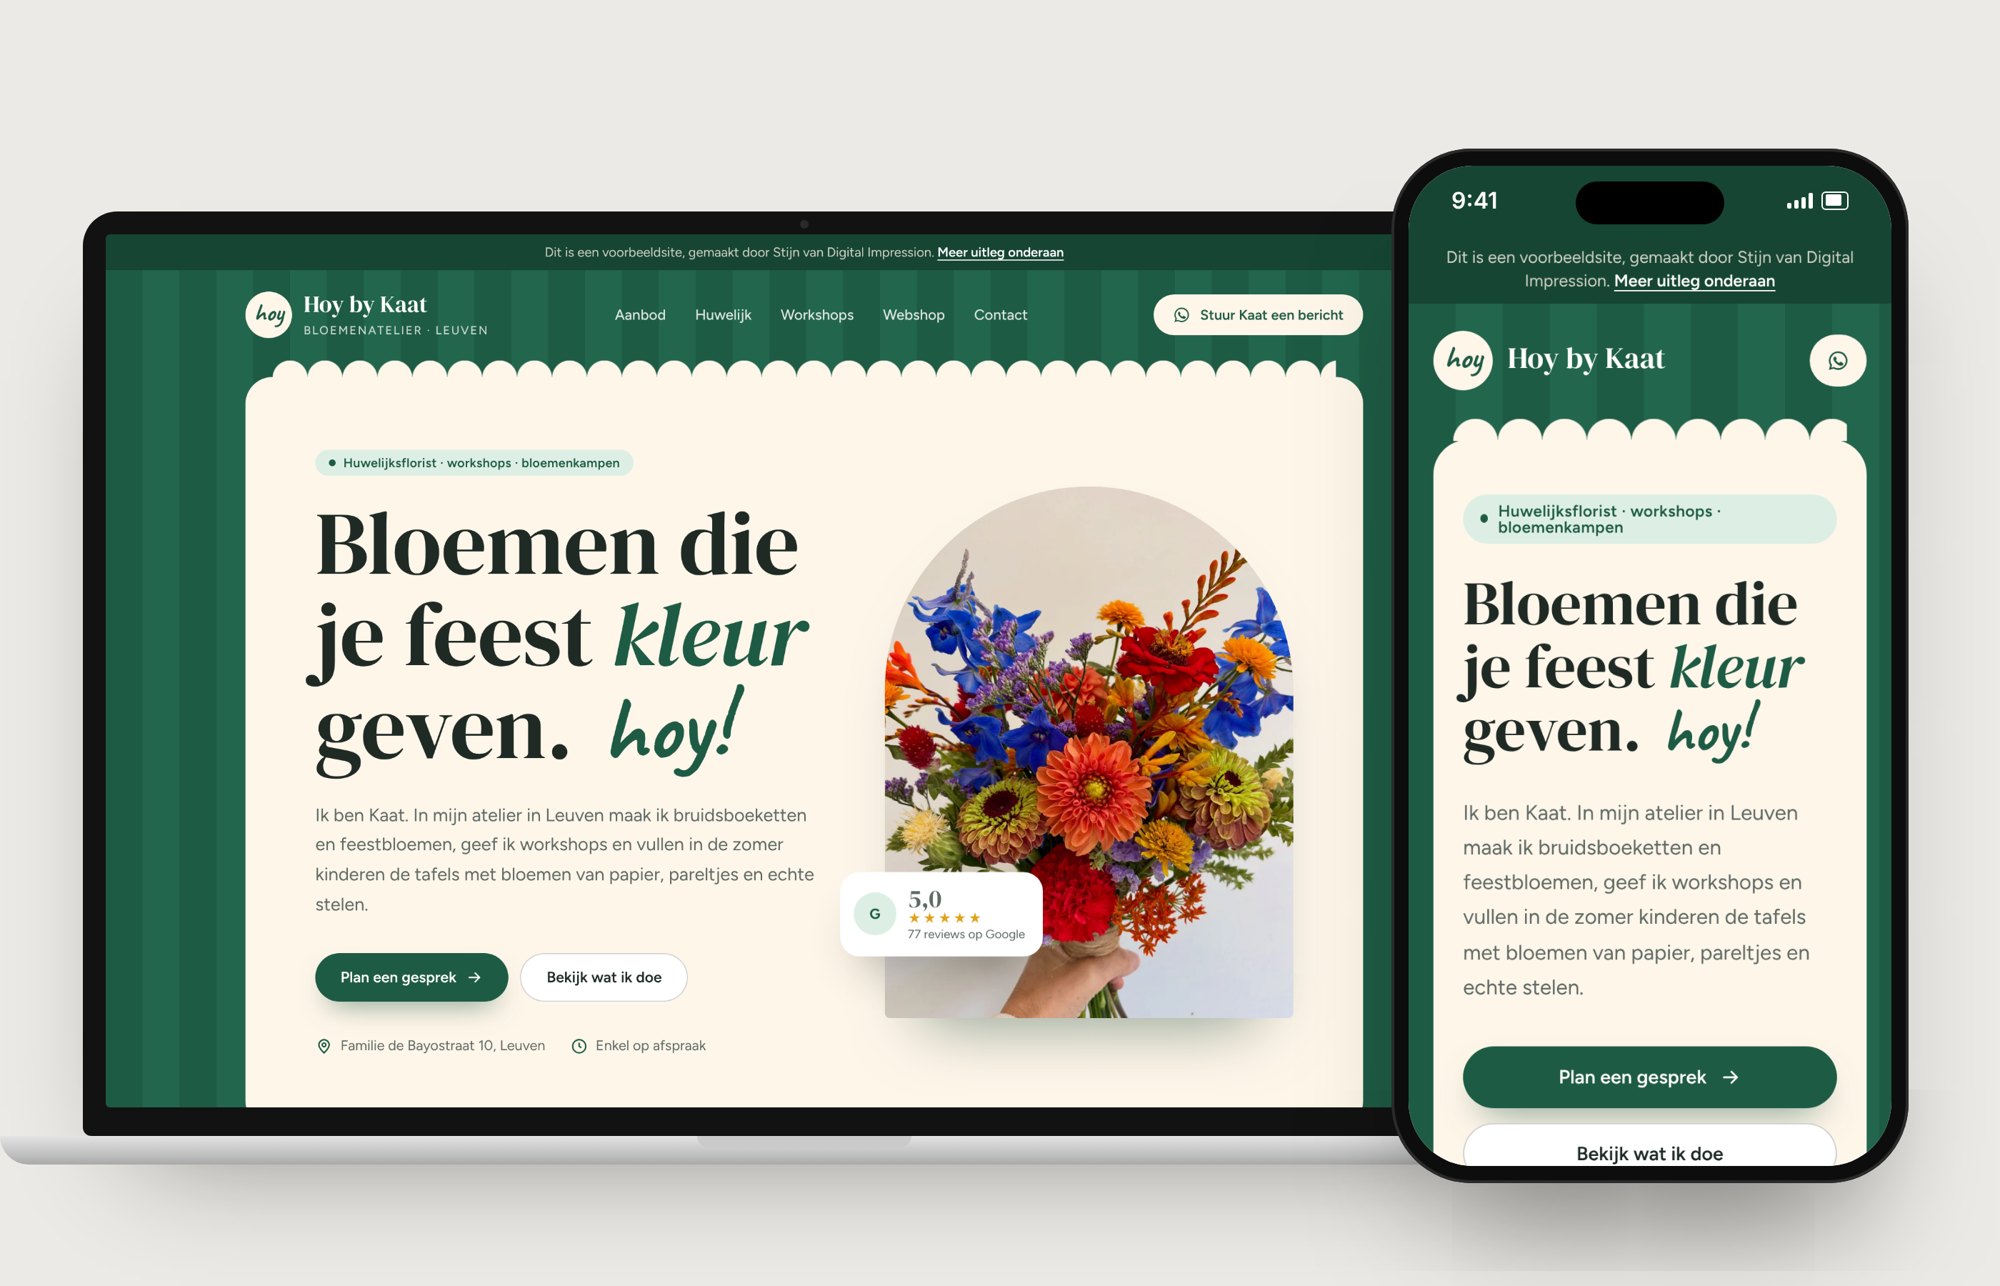 Dit is een voorbeeldsite, gemaakt door Stijn van Digital Impression. Meer uitleg onderaan
hoy
Hoy by Kaat
BLOEMENATELIER · LEUVEN
Aanbod
Huwelijk
Workshops
Webshop
Contact
Stuur Kaat een bericht
Huwelijksflorist · workshops · bloemenkampen
Bloemen die
je feest kleur
geven. hoy!
Ik ben Kaat. In mijn atelier in Leuven maak ik bruidsboeketten
en feestbloemen, geef ik workshops en vullen in de zomer
kinderen de tafels met bloemen van papier, pareltjes en echte
stelen.
Plan een gesprek
Bekijk wat ik doe
Familie de Bayostraat 10, Leuven
Enkel op afspraak
G
5,0
★★★★★
77 reviews op Google
9:41
Dit is een voorbeeldsite, gemaakt door Stijn van Digital
Impression. Meer uitleg onderaan
hoy
Hoy by Kaat
Huwelijksflorist · workshops ·
bloemenkampen
Bloemen die
je feest kleur
geven. hoy!
Ik ben Kaat. In mijn atelier in Leuven
maak ik bruidsboeketten en
feestbloemen, geef ik workshops en
vullen in de zomer kinderen de tafels
met bloemen van papier, pareltjes en
echte stelen.
Plan een gesprek
Bekijk wat ik doe